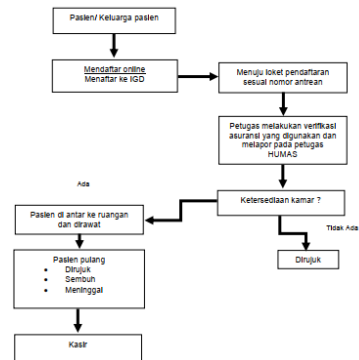 Pasien/ Keluarga pasien
Mendaftar online
Menaftar ke IGD
Menuju loket pendaftaran
sesuai nomor antrean
Petugas melakukan verifikasi
asuransi yang digunakan dan
melapor pada petugas
HUMAS
Ketersediaan kamar ?
Ada
Tidak Ada
Pasien di antar ke ruangan
dan dirawat
Dirujuk
Pasien pulang
• Dirujuk
• Sembuh
• Meninggal
Kasir